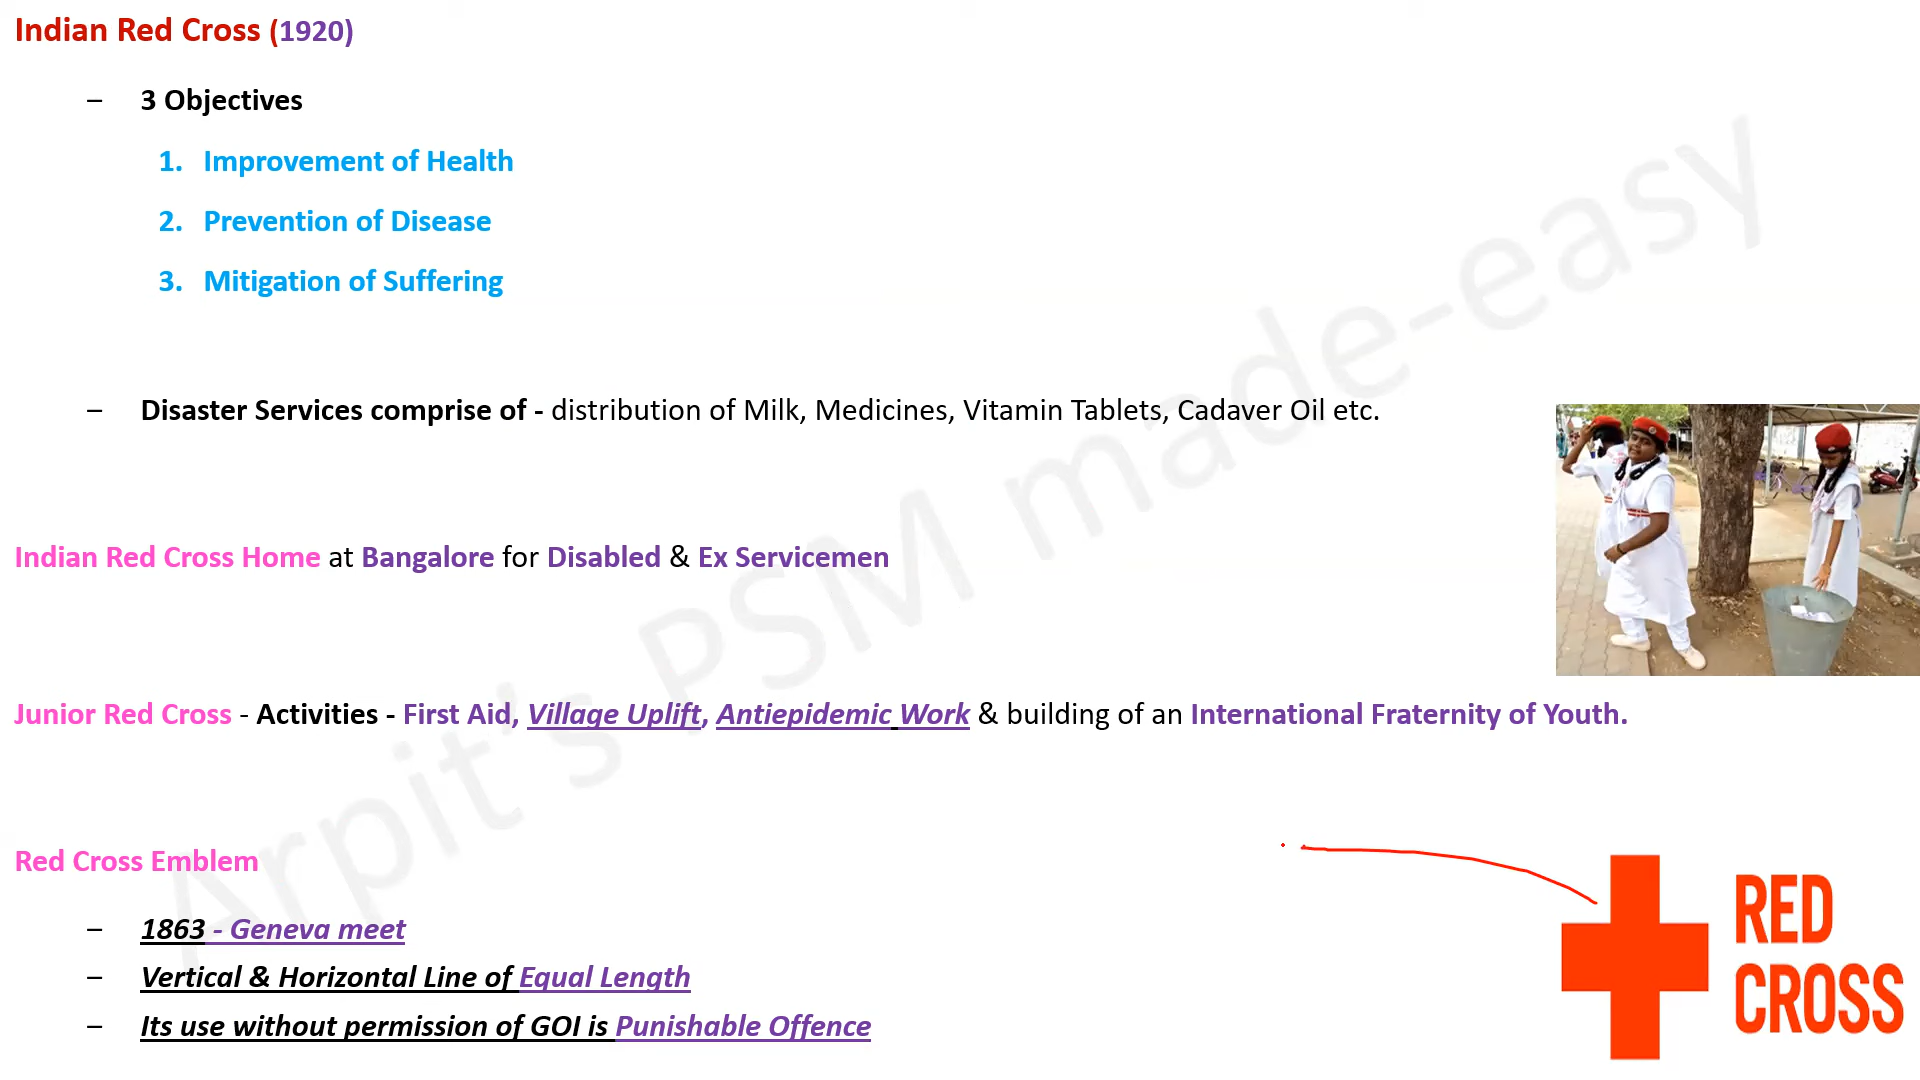 Indian Red Cross (1920)
– 3 Objectives
1. Improvement of Health
2. Prevention of Disease
3. Mitigation of Suffering
– Disaster Services comprise of - distribution of Milk, Medicines, Vitamin Tablets, Cadaver Oil etc.
Indian Red Cross Home at Bangalore for Disabled & Ex Servicemen
Junior Red Cross - Activities - First Aid, Village Uplift, Antiepidemic Work & building of an International Fraternity of Youth.
Red Cross Emblem
– 1863 - Geneva meet
– Vertical & Horizontal Line of Equal Length
– Its use without permission of GOI is Punishable Offence
RED
CROSS
Arpit's PSM made-easy